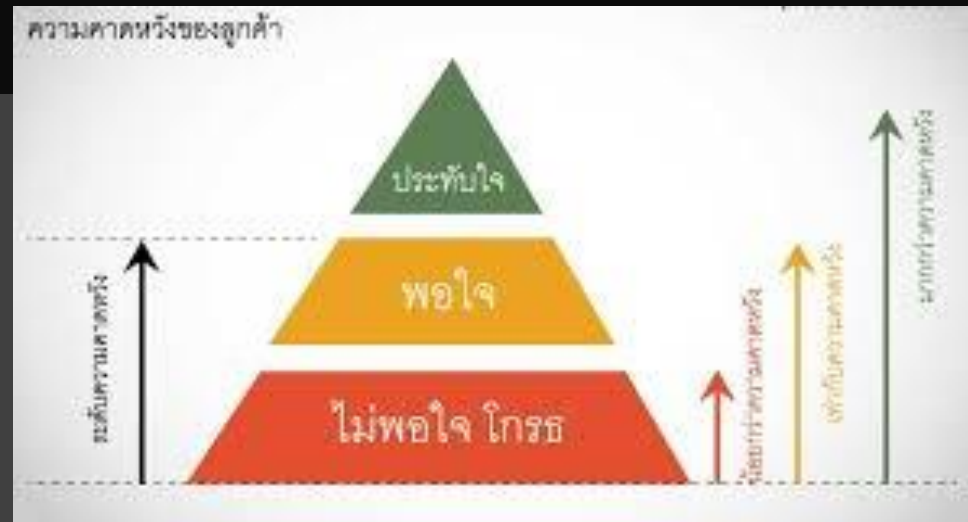 ความคาดหวังของลูกค้า
ประทับใจ
พอใจ
ไม่พอใจ โกรธ
ระดับความคาดหวัง
น้อยกว่าความคาดหวัง
เท่ากับความคาดหวัง
มากกว่าความคาดหวัง